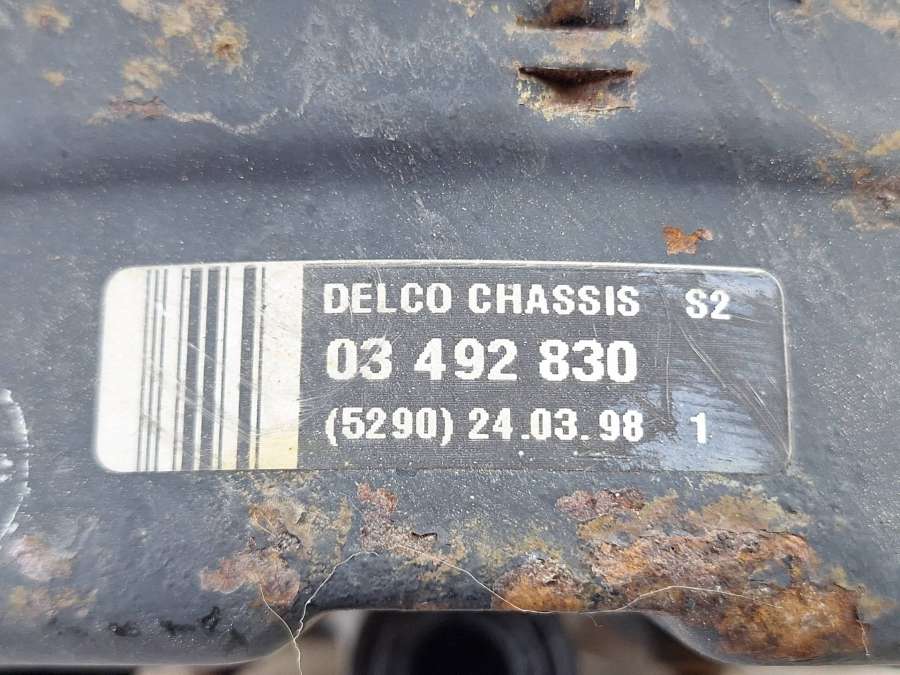 DELCO CHASSIS S2
03 492 830
(5290) 24.03.98 1